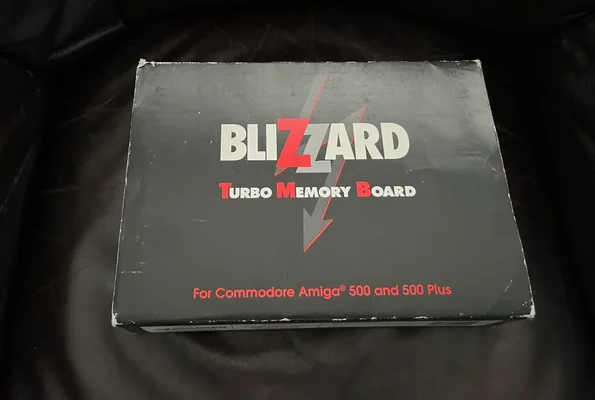 BLIZZARD
TURBO MEMORY BOARD
For Commodore Amiga® 500 and 500 Plus